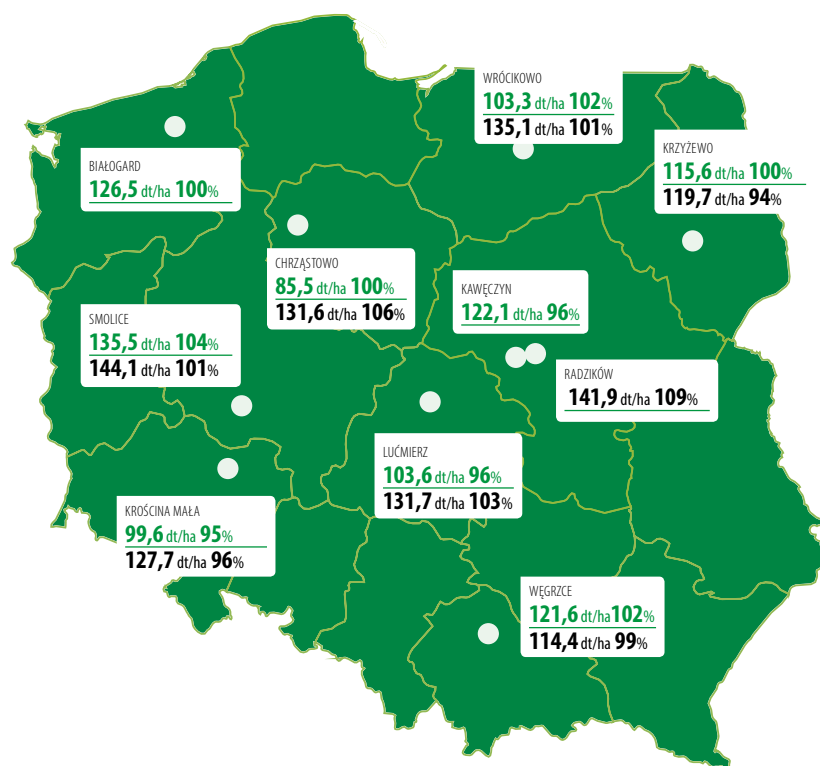 WRÓCIKOWO
103,3 dt/ha 102%
135,1 dt/ha 101%
KRZYŻEWO
115,6 dt/ha 100%
119,7 dt/ha 94%
BIAŁOGARD
126,5 dt/ha 100%
CHRZĄSTOWO
85,5 dt/ha 100%
131,6 dt/ha 106%
KAWĘCZYN
122,1 dt/ha 96%
SMOLICE
135,5 dt/ha 104%
144,1 dt/ha 101%
RADZIKÓW
141,9 dt/ha 109%
LUĆMIERZ
103,6 dt/ha 96%
131,7 dt/ha 103%
KROŚCINA MAŁA
99,6 dt/ha 95%
127,7 dt/ha 96%
WĘGRZCE
121,6 dt/ha 102%
114,4 dt/ha 99%